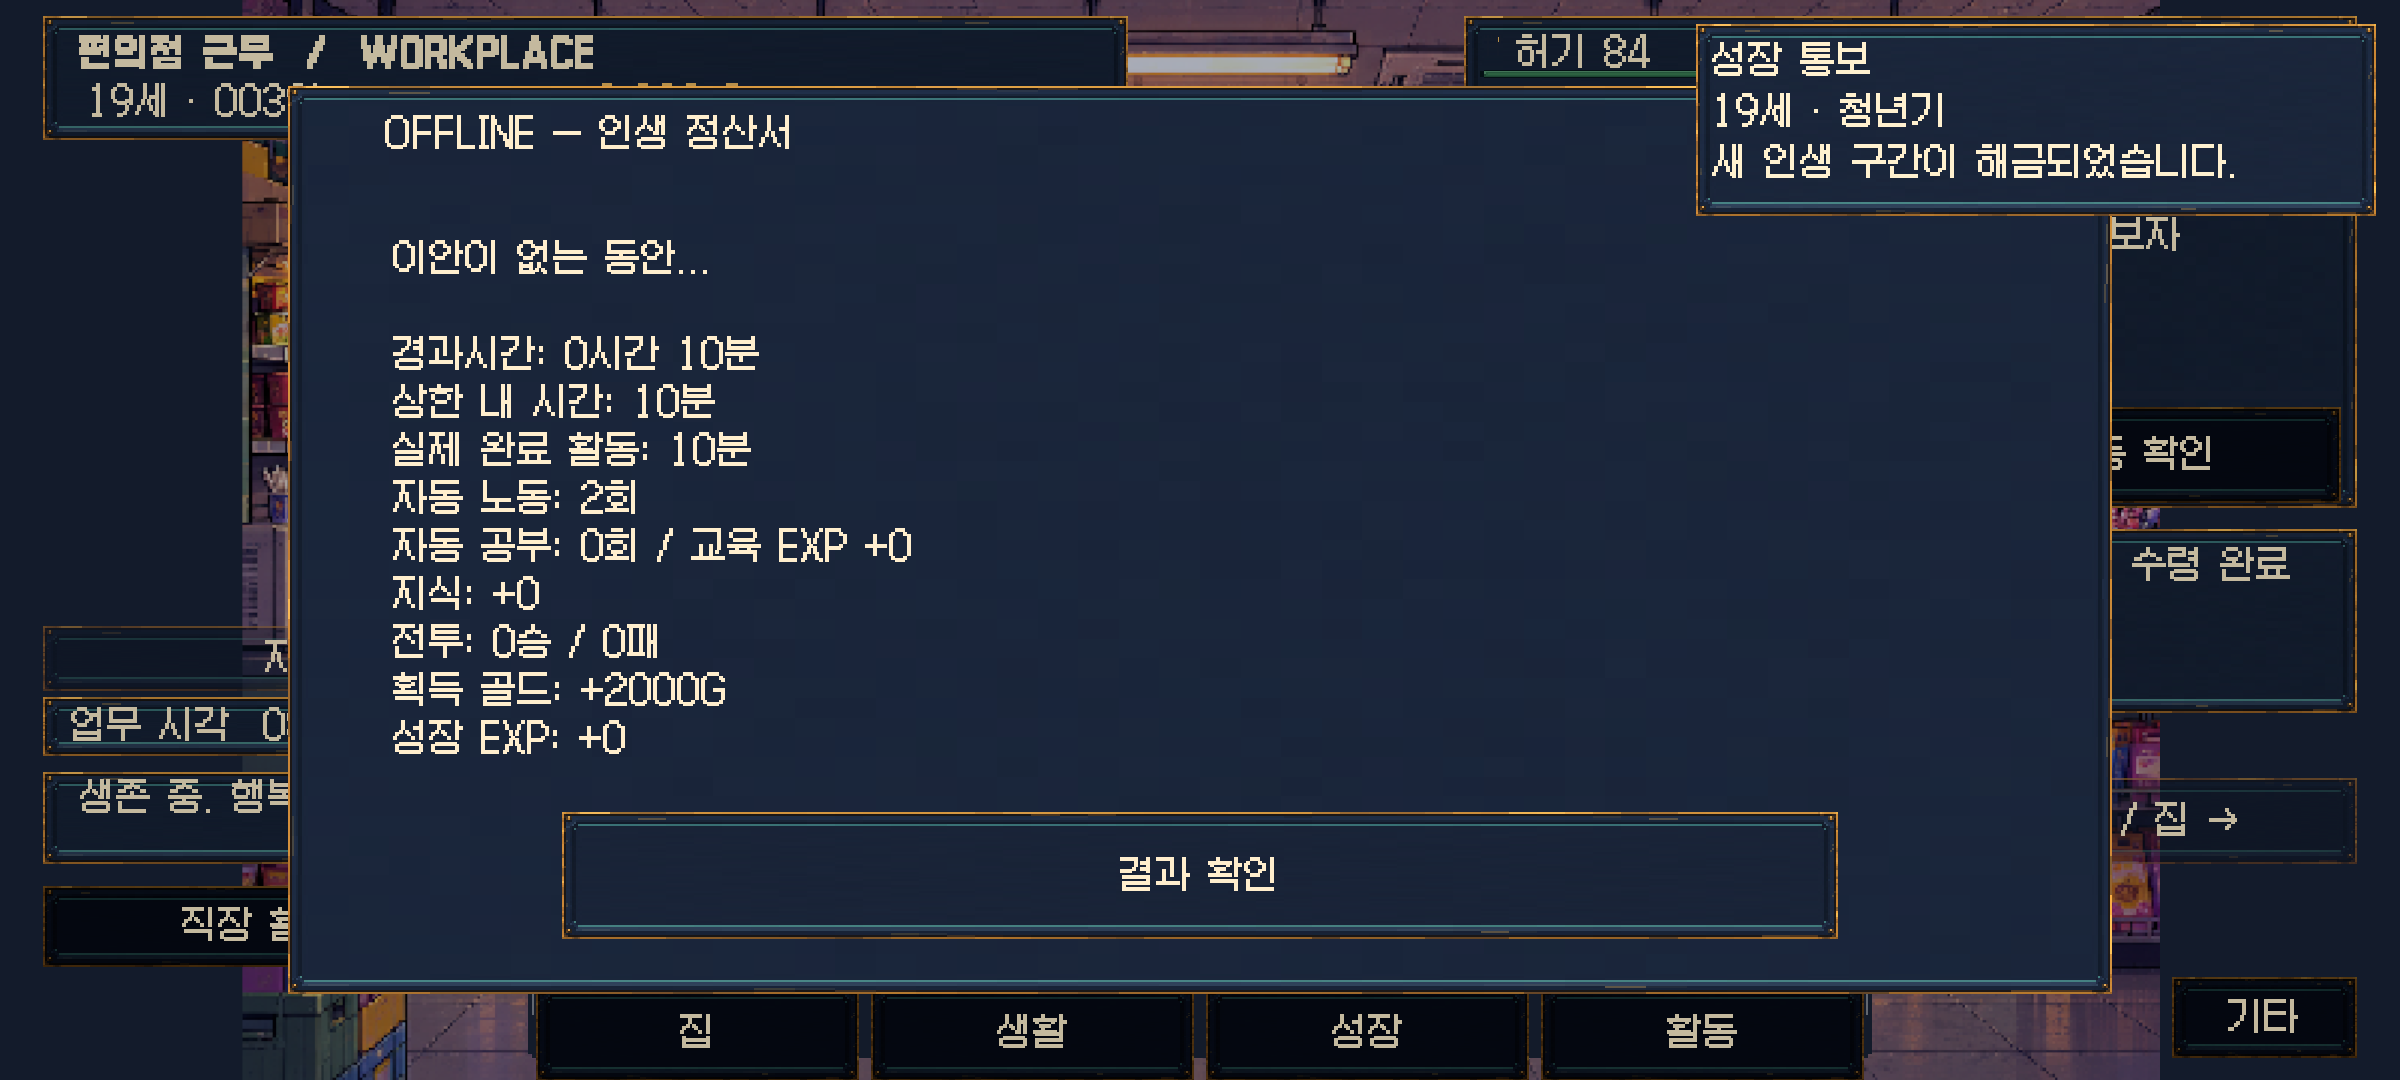 편의점 근무 / WORKPLACE
19세 · 003
허기 84
성장 통보
19세 · 청년기
새 인생 구간이 해금되었습니다.
OFFLINE — 인생 정산서
이안이 없는 동안...
경과시간: 0시간 10분
상한 내 시간: 10분
실제 완료 활동: 10분
자동 노동: 2회
자동 공부: 0회 / 교육 EXP +0
지식: +0
전투: 0승 / 0패
획득 골드: +2000G
성장 EXP: +0
결과 확인
보자
확인
수령 완료
/ 집 →
업무 시각
생존 중.
직장
집
생활
성장
활동
기타